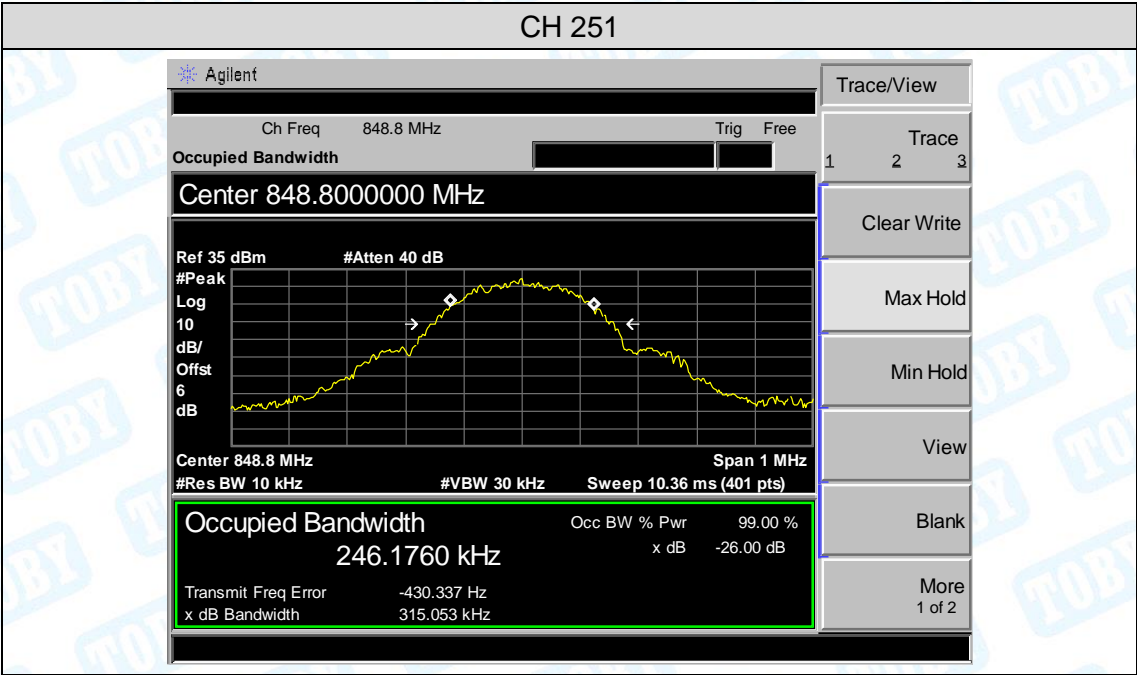 CH 251
Agilent
Trace/View
Ch Freq 848.8 MHz Trig Free
Occupied Bandwidth
Trace
1 2 3
Center 848.8000000 MHz
Clear Write
Ref 35 dBm #Atten 40 dB
#Peak
Log
10
dB/
Offst
6
dB
Max Hold
Min Hold
Center 848.8 MHz Span 1 MHz
#Res BW 10 kHz #VBW 30 kHz Sweep 10.36 ms (401 pts)
View
Occupied Bandwidth Occ BW % Pwr 99.00 %
246.1760 kHz x dB -26.00 dB
Blank
Transmit Freq Error -430.337 Hz
x dB Bandwidth 315.053 kHz
More
1 of 2
TOBY